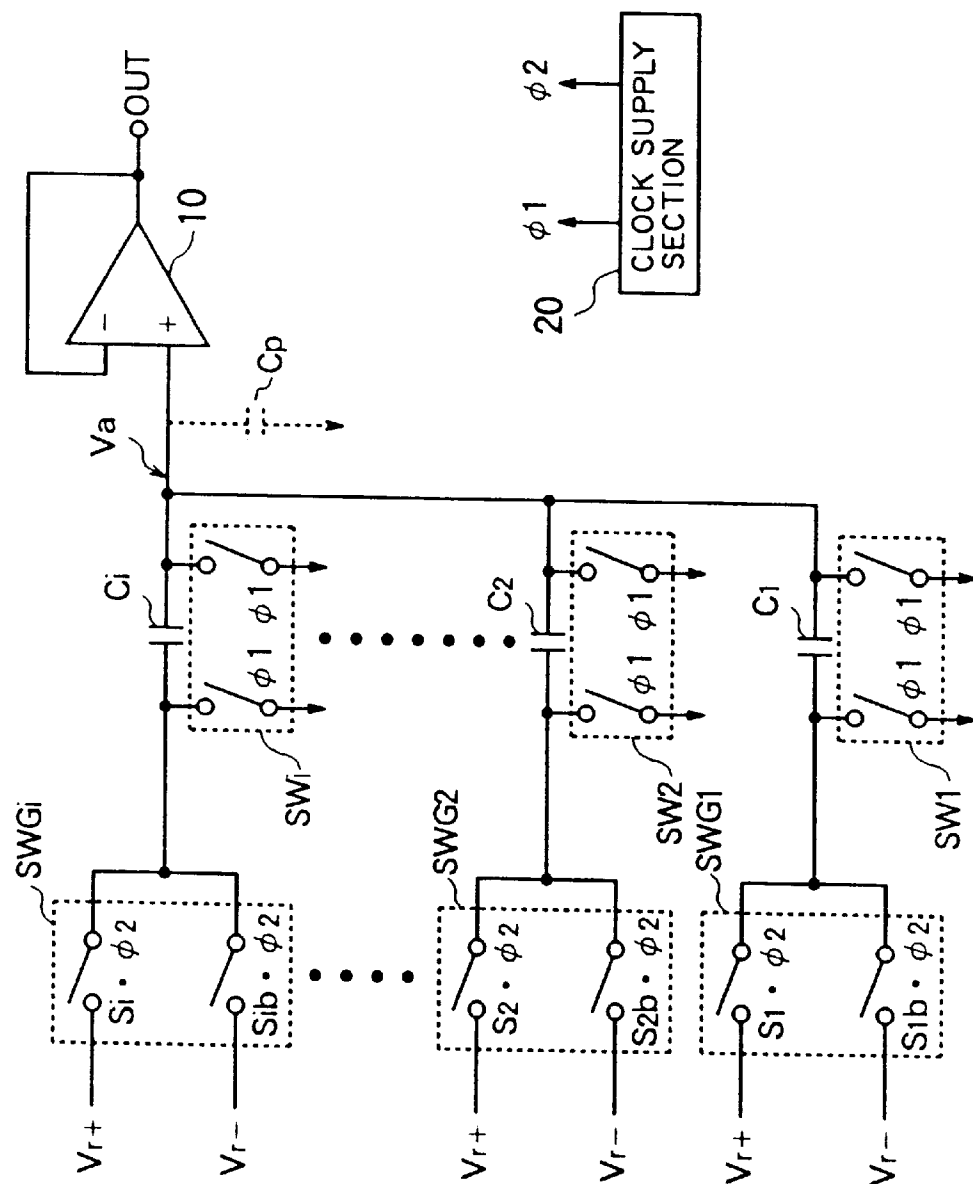 SWGi
Vr+
Si · φ2
Vr−
Sib · φ2
Ci
φ1 φ1
SWi
Va
Cp
−
+
10
OUT
SWG2
Vr+
S2 · φ2
Vr−
S2b · φ2
C2
φ1 φ1
SW2
SWG1
Vr+
S1 · φ2
Vr−
S1b · φ2
C1
φ1 φ1
SW1
φ1 φ2
20
CLOCK SUPPLY
SECTION